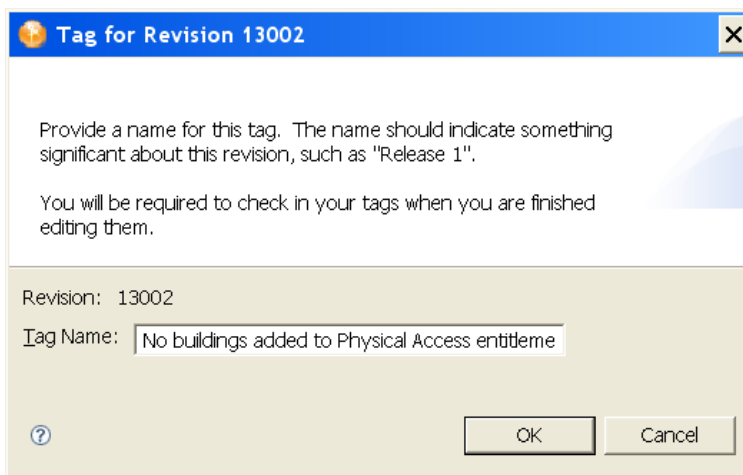 Tag for Revision 13002
Provide a name for this tag. The name should indicate something
significant about this revision, such as "Release 1".
You will be required to check in your tags when you are finished
editing them.
Revision: 13002
Tag Name: No buildings added to Physical Access entitleme
OK Cancel